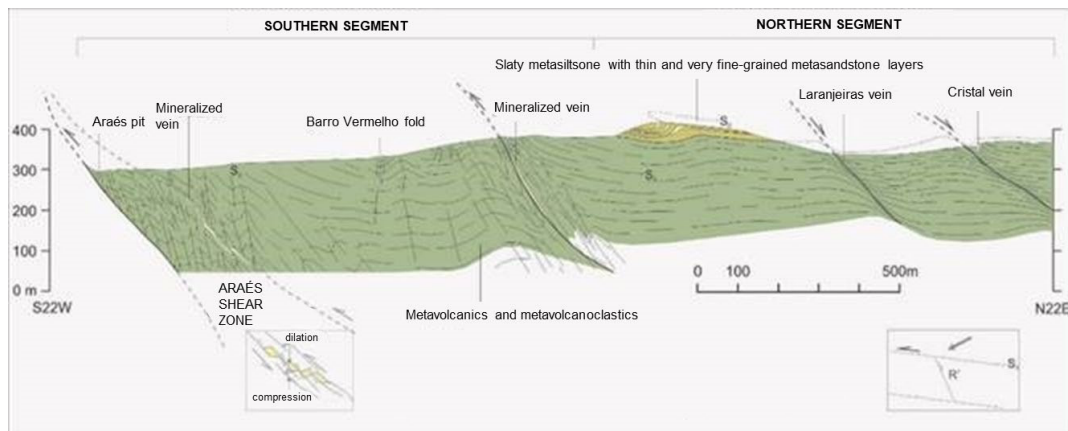 SOUTHERN SEGMENT
NORTHERN SEGMENT
Slaty metasiltsone with thin and very fine-grained metasandstone layers
Araés pit
Mineralized
vein
Barro Vermelho fold
Mineralized vein
Laranjeiras vein
Cristal vein
400
300
200
100
0 m
S22W
N22E
S
S
S
ARAÉS
SHEAR
ZONE
Metavolcanics and metavolcanoclastics
0 100 500m
dilation
compression
S
R'